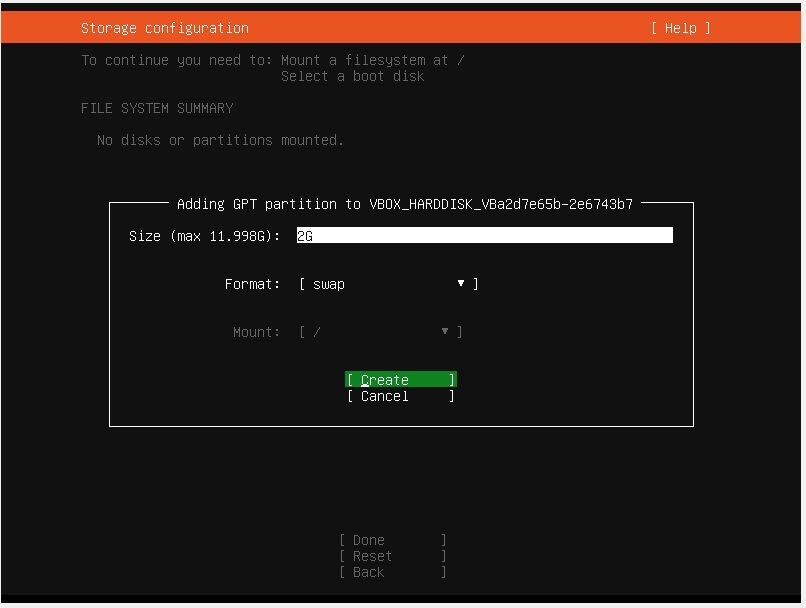 Storage configuration [ Help ]
To continue you need to: Mount a filesystem at /
Select a boot disk
FILE SYSTEM SUMMARY
No disks or partitions mounted.
Adding GPT partition to VBOX_HARDDISK_VBa2d7e65b-2e6743b7
Size (max 11.998G): 2G
Format: [ swap ▼ ]
Mount: [ / ▼ ]
[ Create ]
[ Cancel ]
[ Done ]
[ Reset ]
[ Back ]